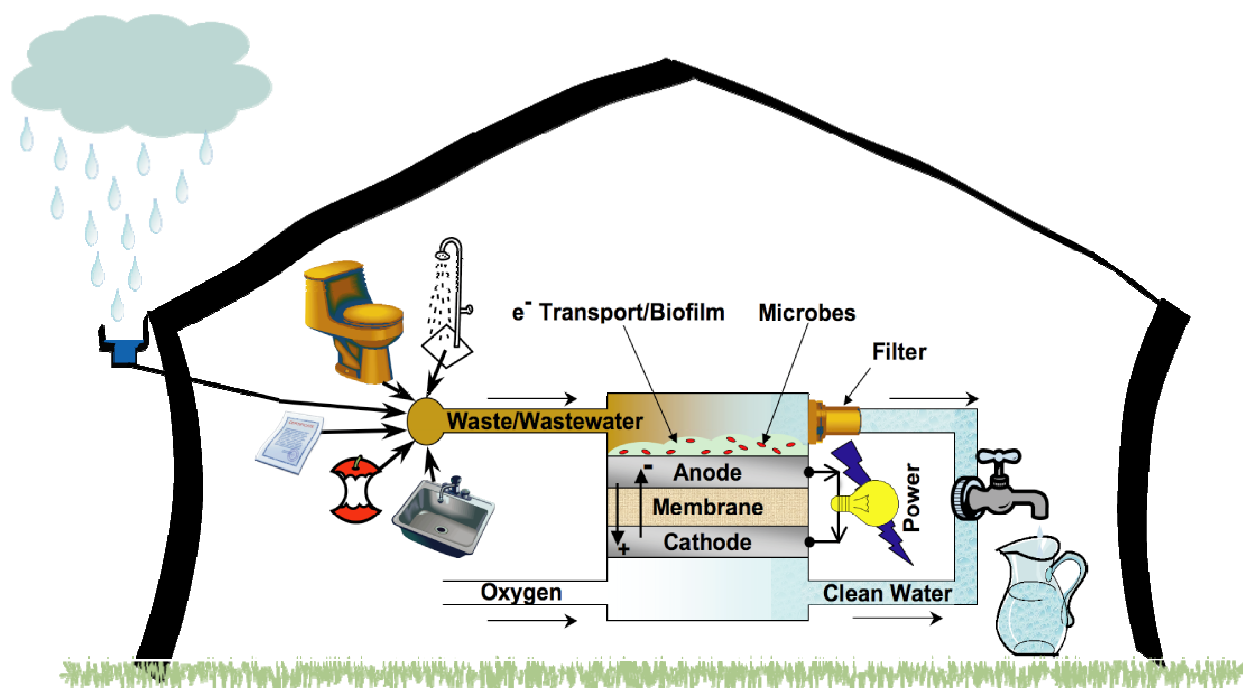 e⁻ Transport/Biofilm
Microbes
Filter
Waste/Wastewater
Anode
-
Membrane
+
Cathode
Power
Oxygen
Clean Water